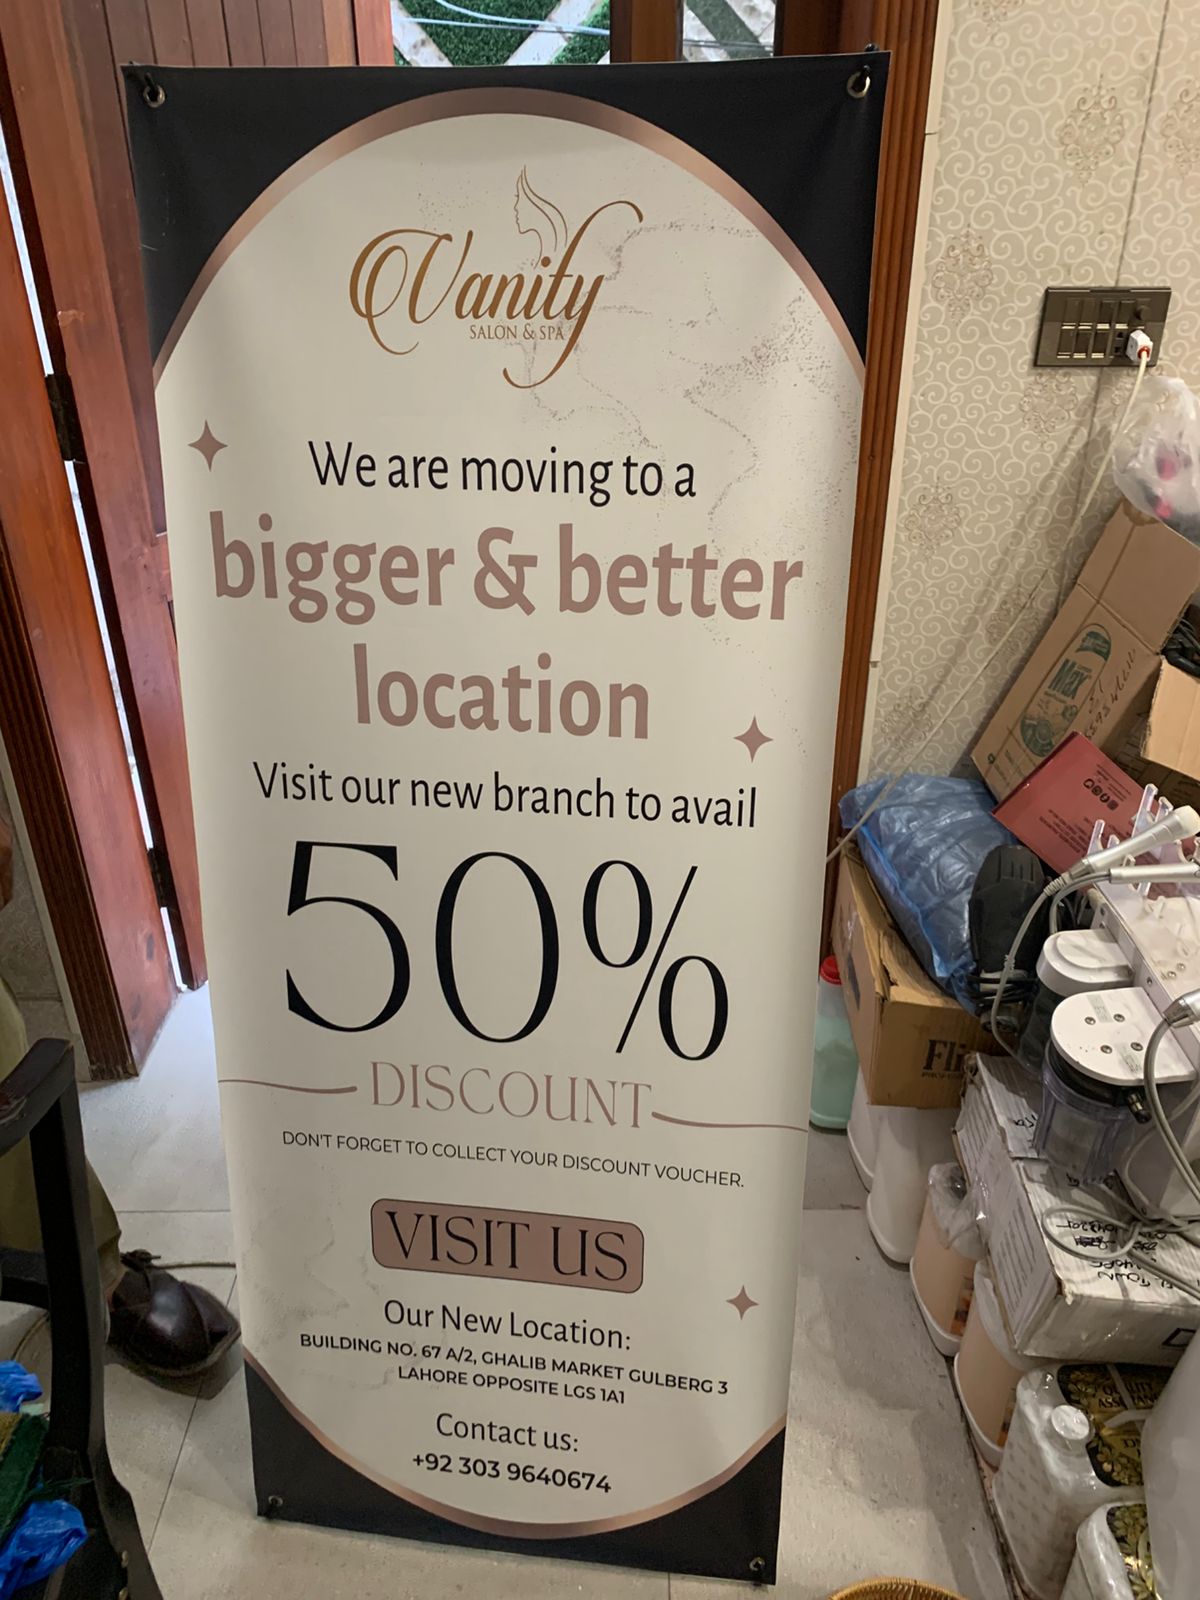 Vanity
SALON & SPA
We are moving to a
bigger & better
location
Visit our new branch to avail
50%
DISCOUNT
DON'T FORGET TO COLLECT YOUR DISCOUNT VOUCHER.
VISIT US
Our New Location:
BUILDING NO. 67 A/2, GHALIB MARKET GULBERG 3
LAHORE OPPOSITE LGS 1A1
Contact us:
+92 303 9640674
Max